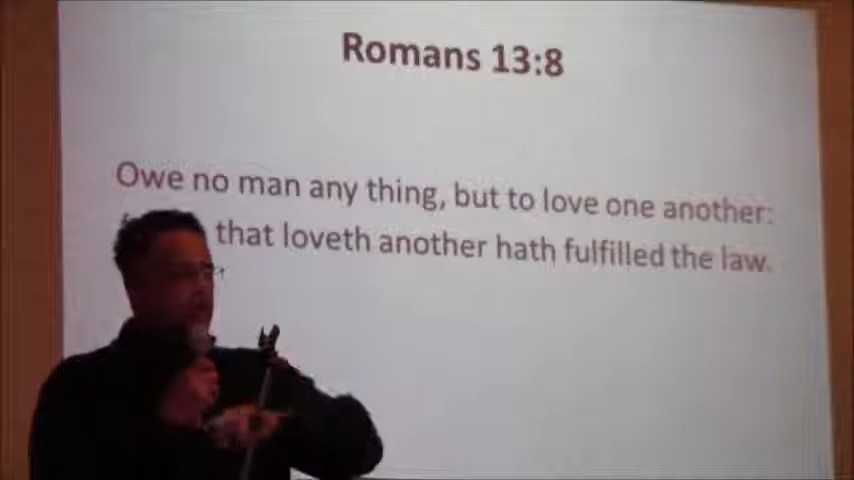 Romans 13:8
Owe no man any thing, but to love one another:
that loveth another hath fulfilled the law.